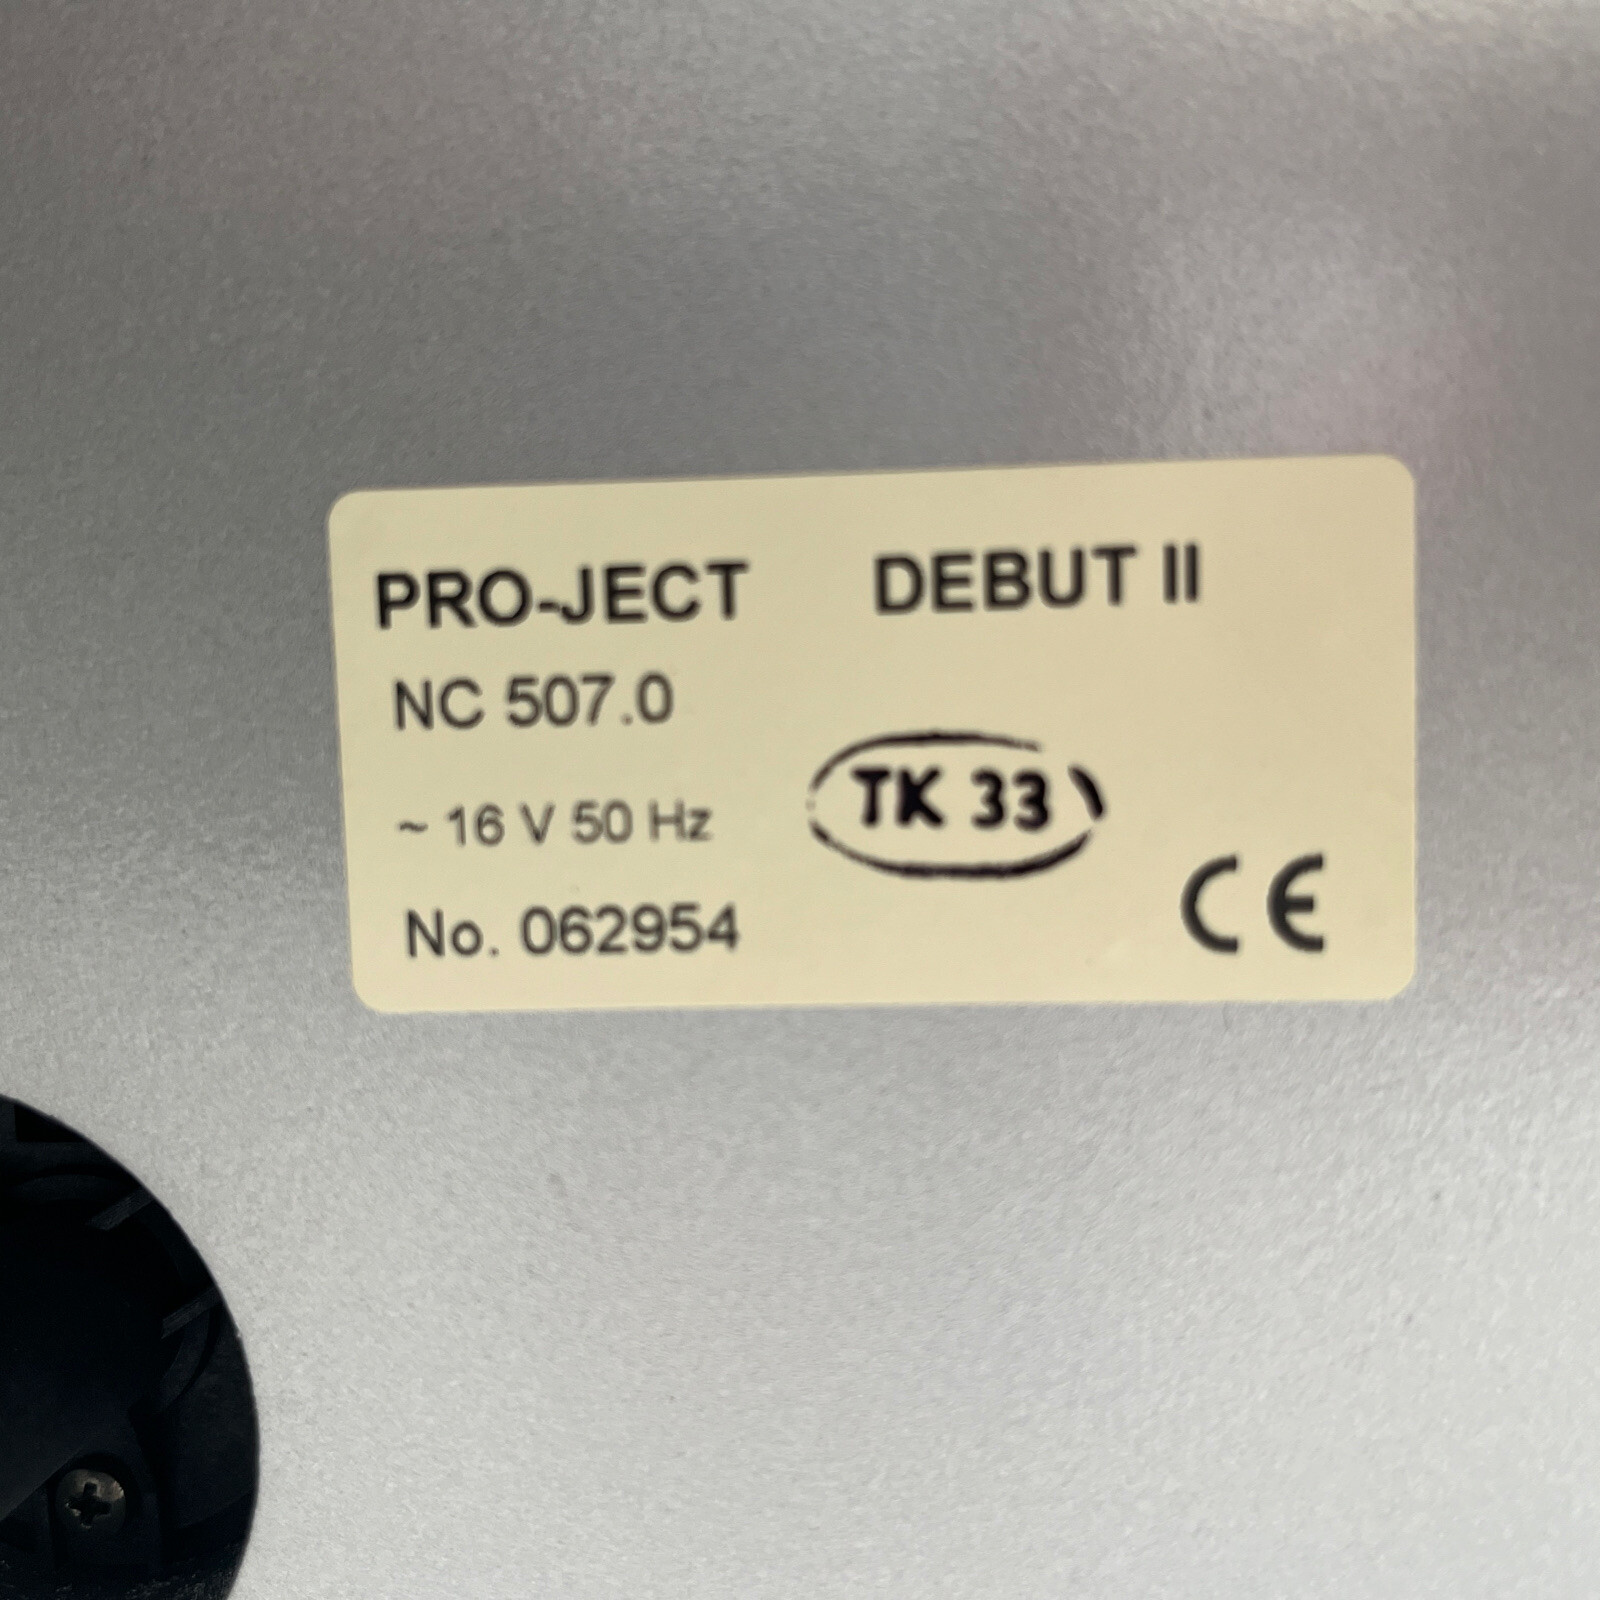 PRO-JECT DEBUT II
NC 507.0
~ 16 V 50 Hz
TK 33
No. 062954
CE